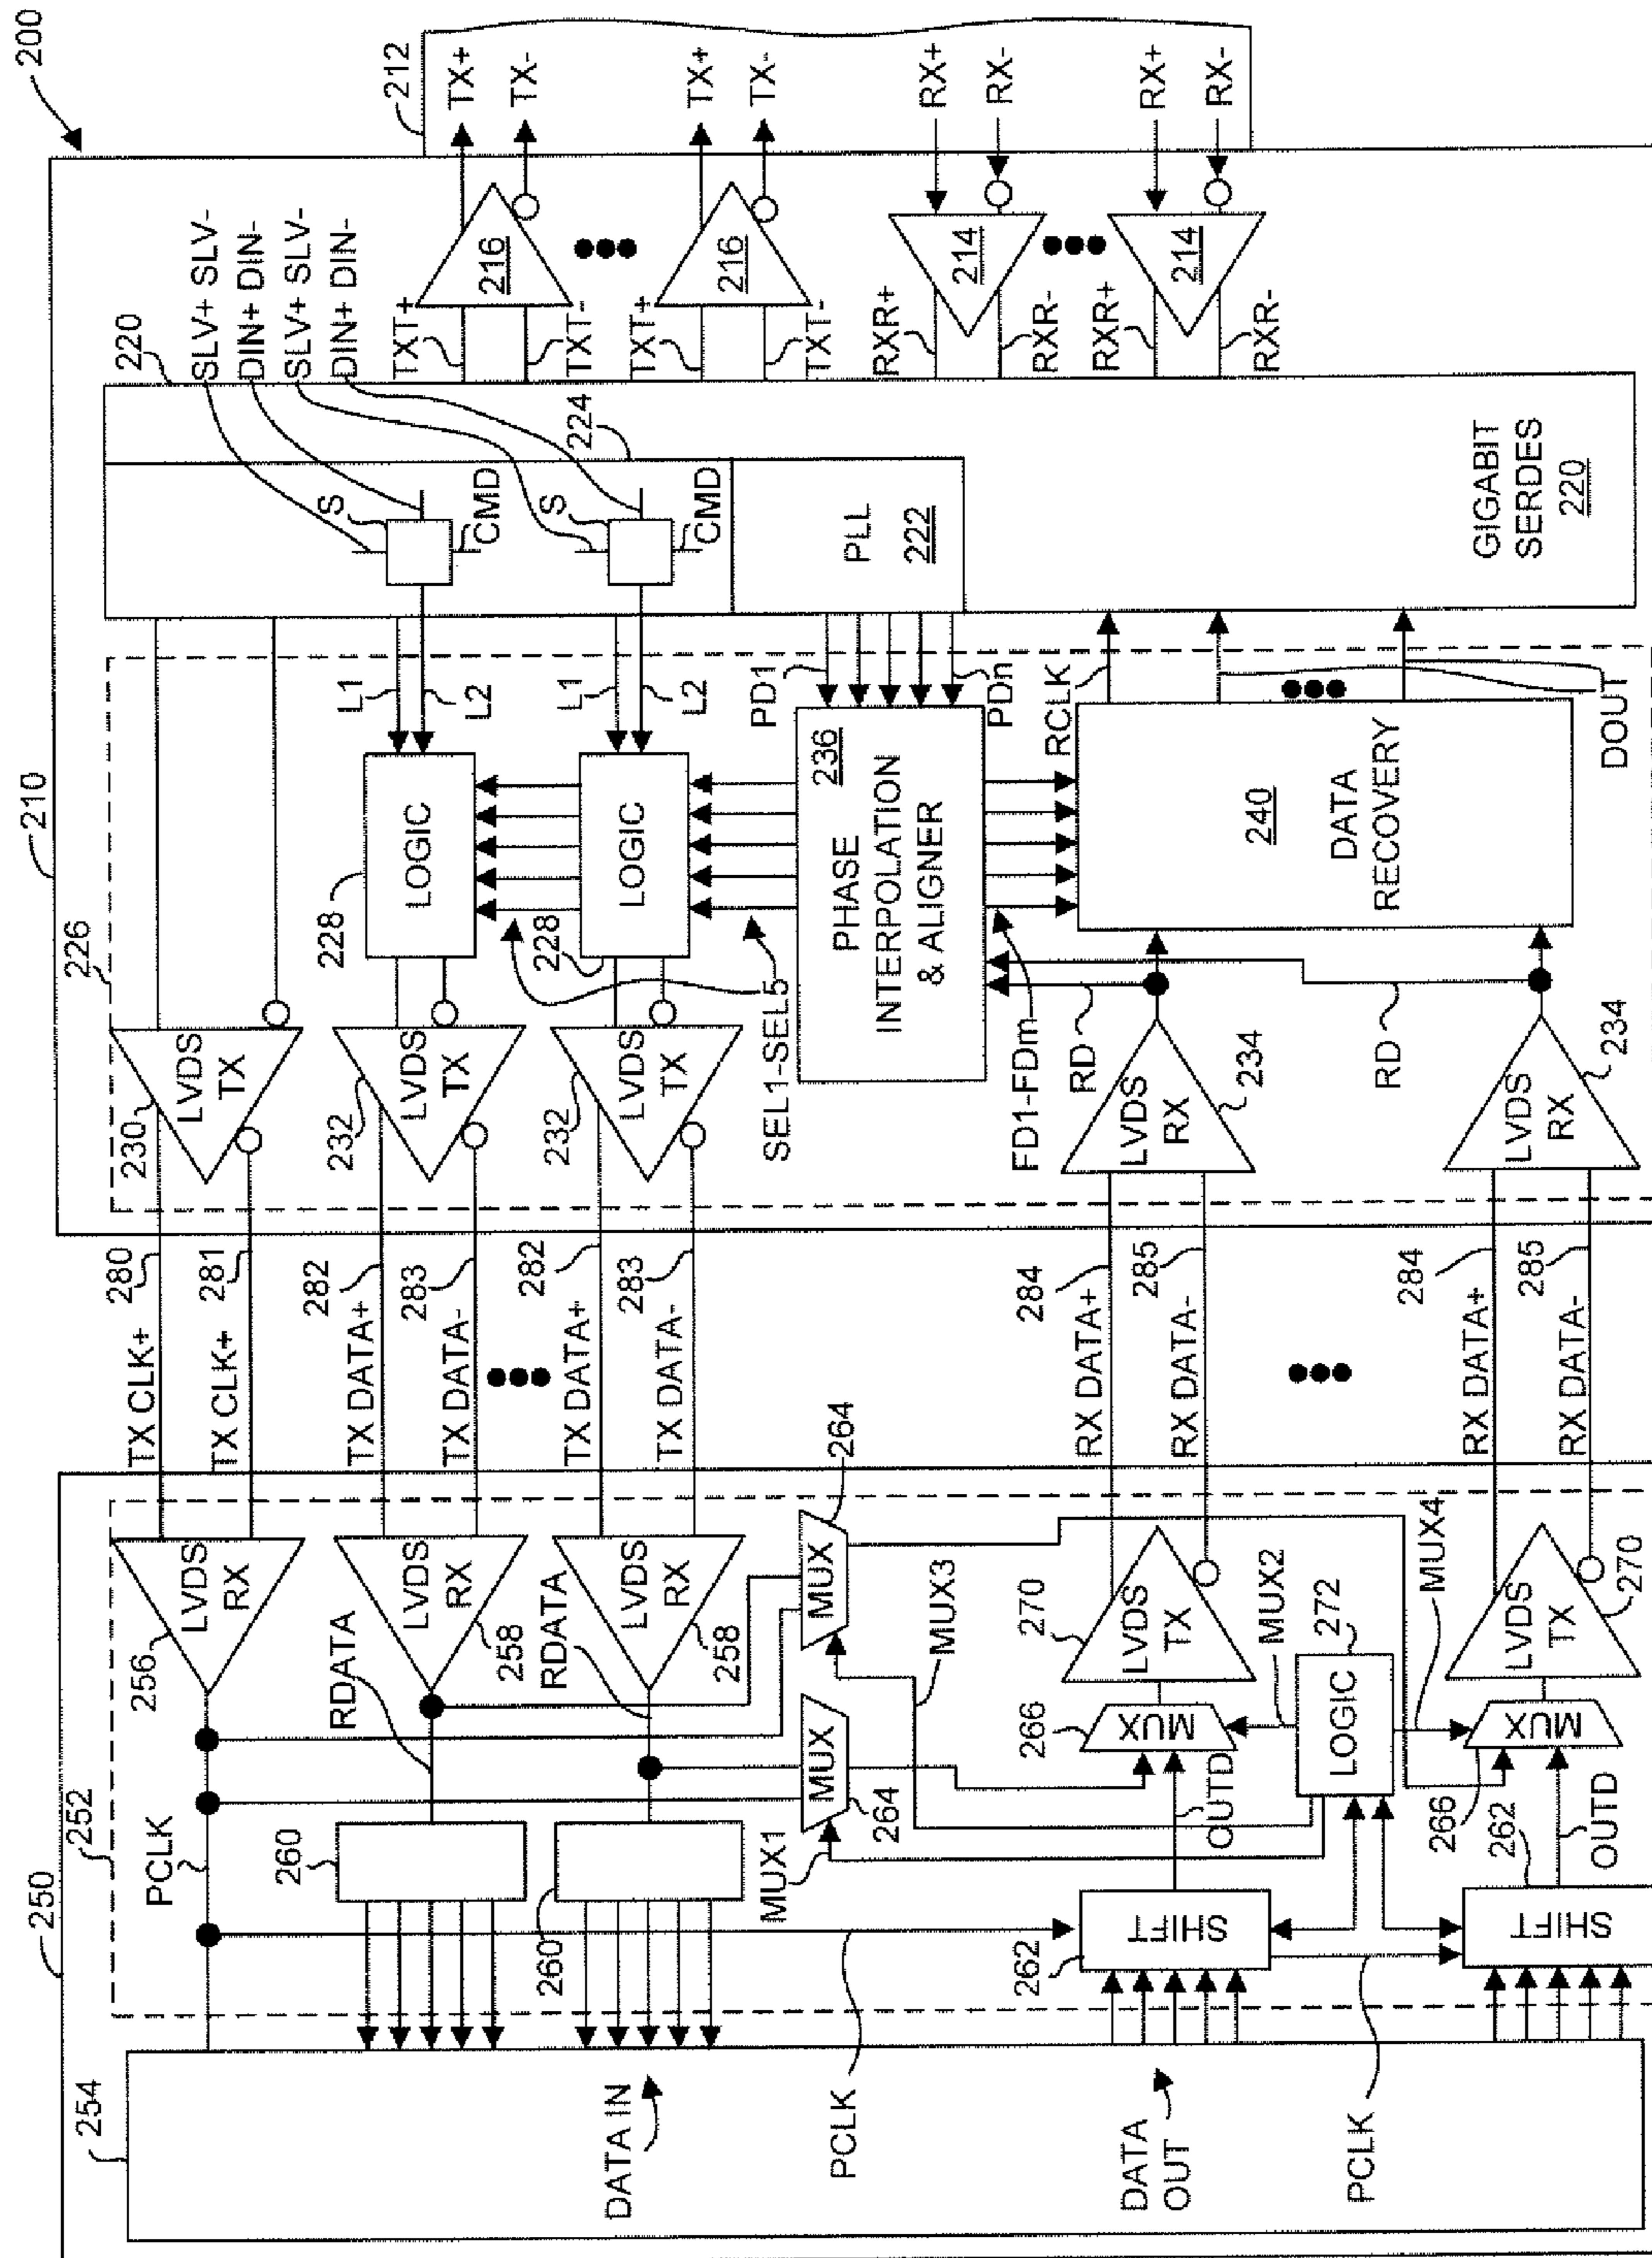 200
210
212
TX+
TX-
TX+
TX-
RX+
RX-
RX+
RX-
216
216
214
214
TXT+
TXT-
TXT+
TXT-
RXR+
RXR-
RXR+
RXR-
SLV+ SLV-
DIN+ DIN-
SLV+ SLV-
DIN+ DIN-
220
224
S
CMD
S
CMD
PLL
222
GIGABIT
SERDES
220
226
L1
L2
L1
L2
PD1
PDn
RCLK
DOUT
LOGIC
228
LOGIC
228
236
PHASE
INTERPOLATION
& ALIGNER
240
DATA
RECOVERY
SEL1-SEL5
FD1-FDm
RD
RD
LVDS
TX
230
LVDS
TX
232
LVDS
TX
232
LVDS
RX
234
LVDS
RX
234
280
281
282
283
282
283
284
285
284
285
TX CLK+
TX CLK+
TX DATA+
TX DATA-
TX DATA+
TX DATA-
RX DATA+
RX DATA-
RX DATA+
RX DATA-
250
252
254
LVDS
RX
256
LVDS
RX
258
LVDS
RX
258
RDATA
RDATA
PCLK
260
260
MUX
264
MUX
264
MUX1
MUX3
MUX2
MUX4
LVDS
TX
270
LVDS
TX
270
MUX
266
MUX
266
LOGIC
272
OUTD
OUTD
SHIFT
262
SHIFT
262
DATA IN
PCLK
DATA
OUT
PCLK